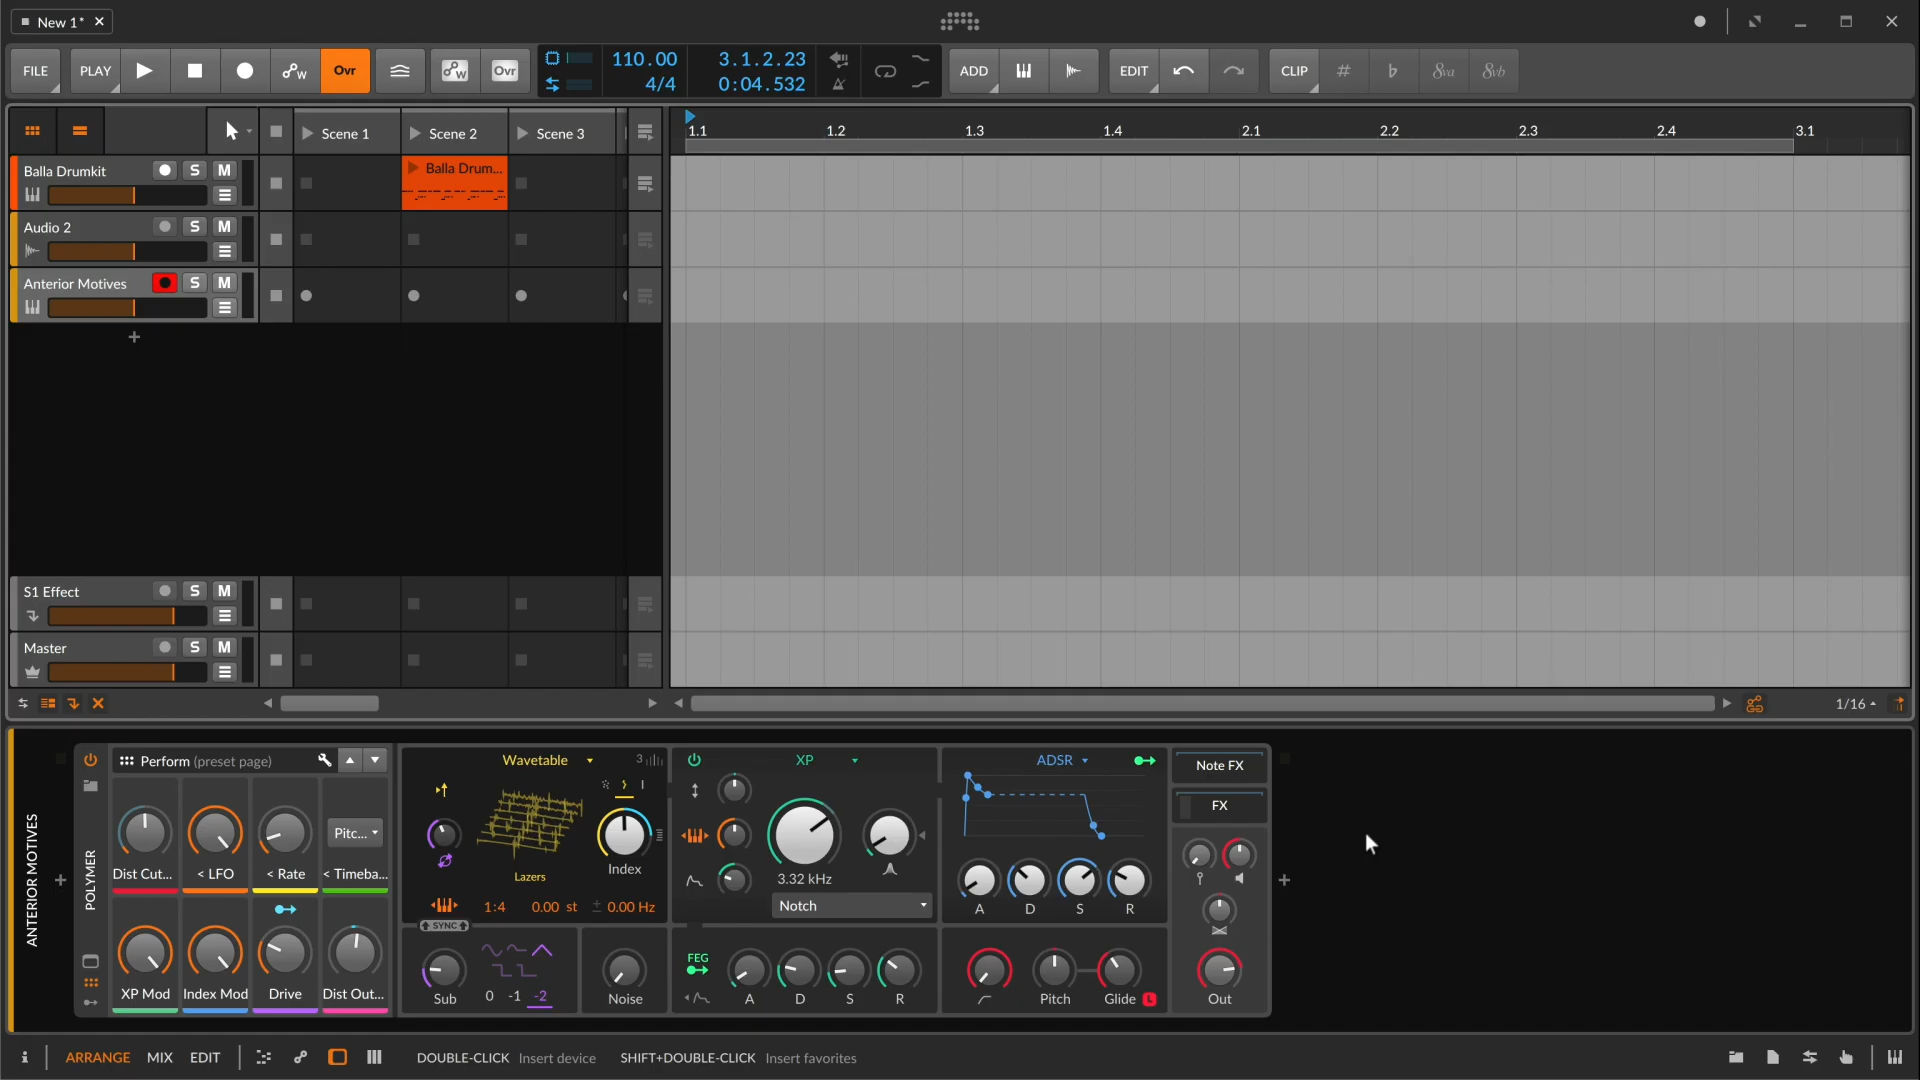 New 1*
FILE PLAY Ovr Ovr 110.00 4/4 3.1.2.23 0:04.532 ADD EDIT CLIP 8va 8vb
Scene 1 Scene 2 Scene 3
1.1 1.2 1.3 1.4 2.1 2.2 2.3 2.4 3.1
Balla Drumkit S M Balla Drum...
Audio 2 S M
Anterior Motives S M
S1 Effect S M
Master S M
1/16
ANTERIOR MOTIVES
POLYMER
Perform (preset page)
Pitc...
Dist Cut... < LFO < Rate < Timeba...
XP Mod Index Mod Drive Dist Out...
Wavetable 3
Index
Lazers
1:4 0.00 st ± 0.00 Hz
SYNC
Sub 0 -1 -2 Noise
XP
3.32 kHz
Notch
FEG
A D S R
ADSR
A D S R
Pitch Glide L
Note FX
FX
Out
ARRANGE MIX EDIT DOUBLE-CLICK Insert device SHIFT+DOUBLE-CLICK Insert favorites